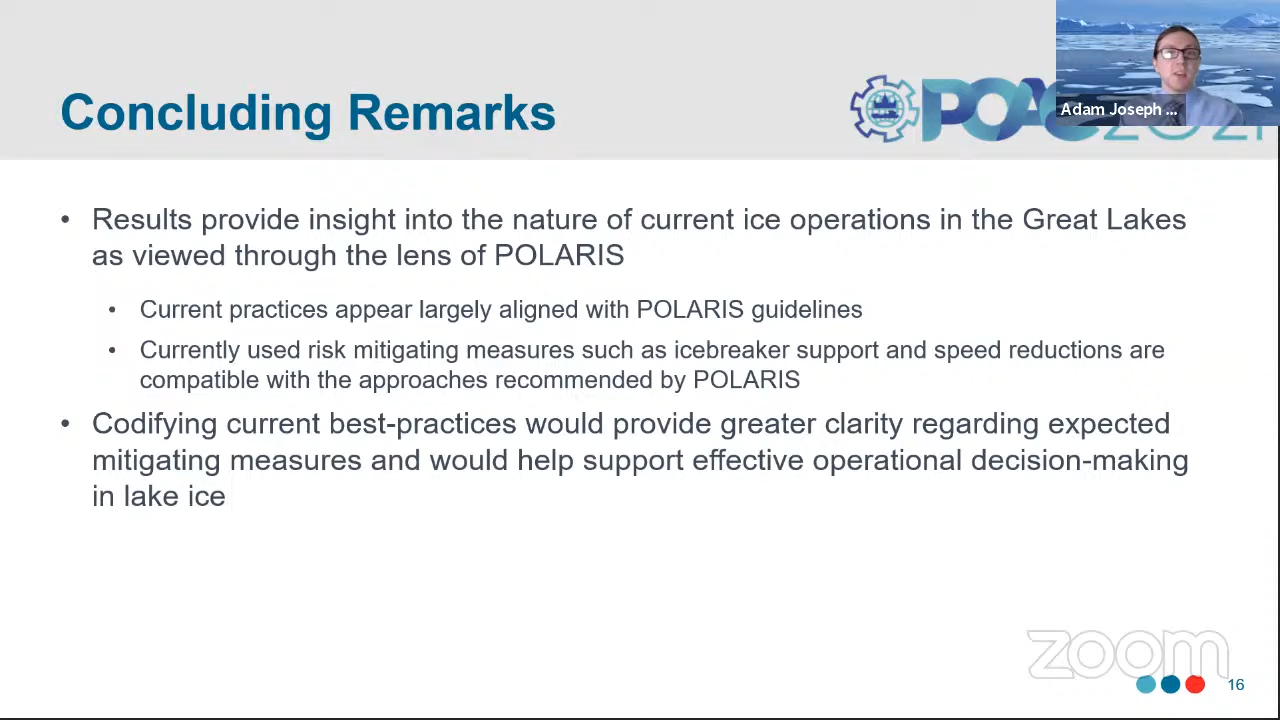 Concluding Remarks
Adam Joseph ...
• Results provide insight into the nature of current ice operations in the Great Lakes
as viewed through the lens of POLARIS
• Current practices appear largely aligned with POLARIS guidelines
• Currently used risk mitigating measures such as icebreaker support and speed reductions are
compatible with the approaches recommended by POLARIS
• Codifying current best-practices would provide greater clarity regarding expected
mitigating measures and would help support effective operational decision-making
in lake ice
zoom
16